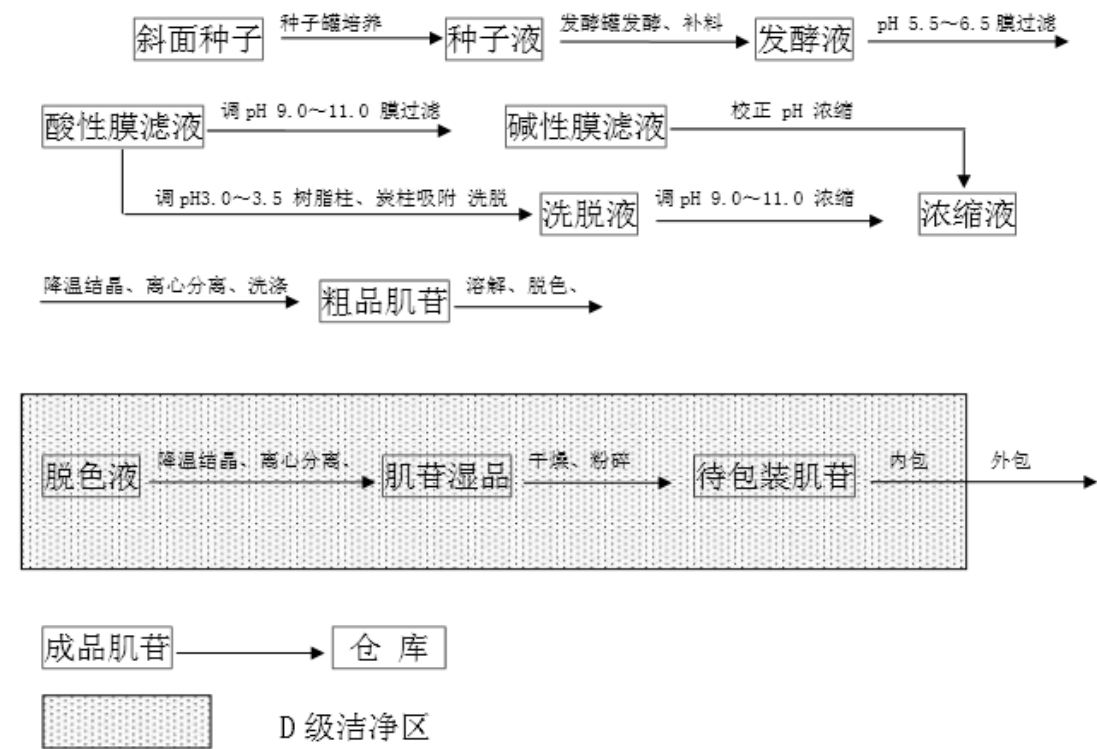 斜面种子 种子罐培养 种子液 发酵罐发酵、补料 发酵液 pH 5.5～6.5 膜过滤
酸性膜滤液 调 pH 9.0～11.0 膜过滤 碱性膜滤液 校正 pH 浓缩
调 pH3.0～3.5 树脂柱、炭柱吸附 洗脱 洗脱液 调 pH 9.0～11.0 浓缩 浓缩液
降温结晶、离心分离、洗涤 粗品肌苷 溶解、脱色、
脱色液 降温结晶、离心分离、 肌苷湿品 干燥、粉碎 待包装肌苷 内包 外包
成品肌苷 仓 库
D 级洁净区